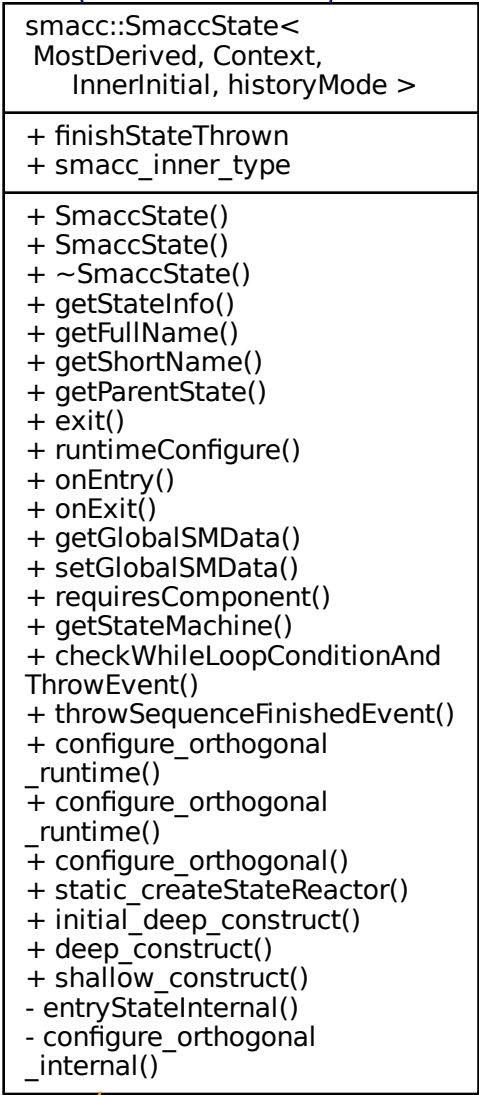 smacc::SmaccState<
MostDerived, Context,
InnerInitial, historyMode >
+ finishStateThrown
+ smacc_inner_type
+ SmaccState()
+ SmaccState()
+ ~SmaccState()
+ getStateInfo()
+ getFullName()
+ getShortName()
+ getParentState()
+ exit()
+ runtimeConfigure()
+ onEntry()
+ onExit()
+ getGlobalSMData()
+ setGlobalSMData()
+ requiresComponent()
+ getStateMachine()
+ checkWhileLoopConditionAnd
ThrowEvent()
+ throwSequenceFinishedEvent()
+ configure_orthogonal
_runtime()
+ configure_orthogonal
_runtime()
+ configure_orthogonal()
+ static_createStateReactor()
+ initial_deep_construct()
+ deep_construct()
+ shallow_construct()
- entryStateInternal()
- configure_orthogonal
_internal()